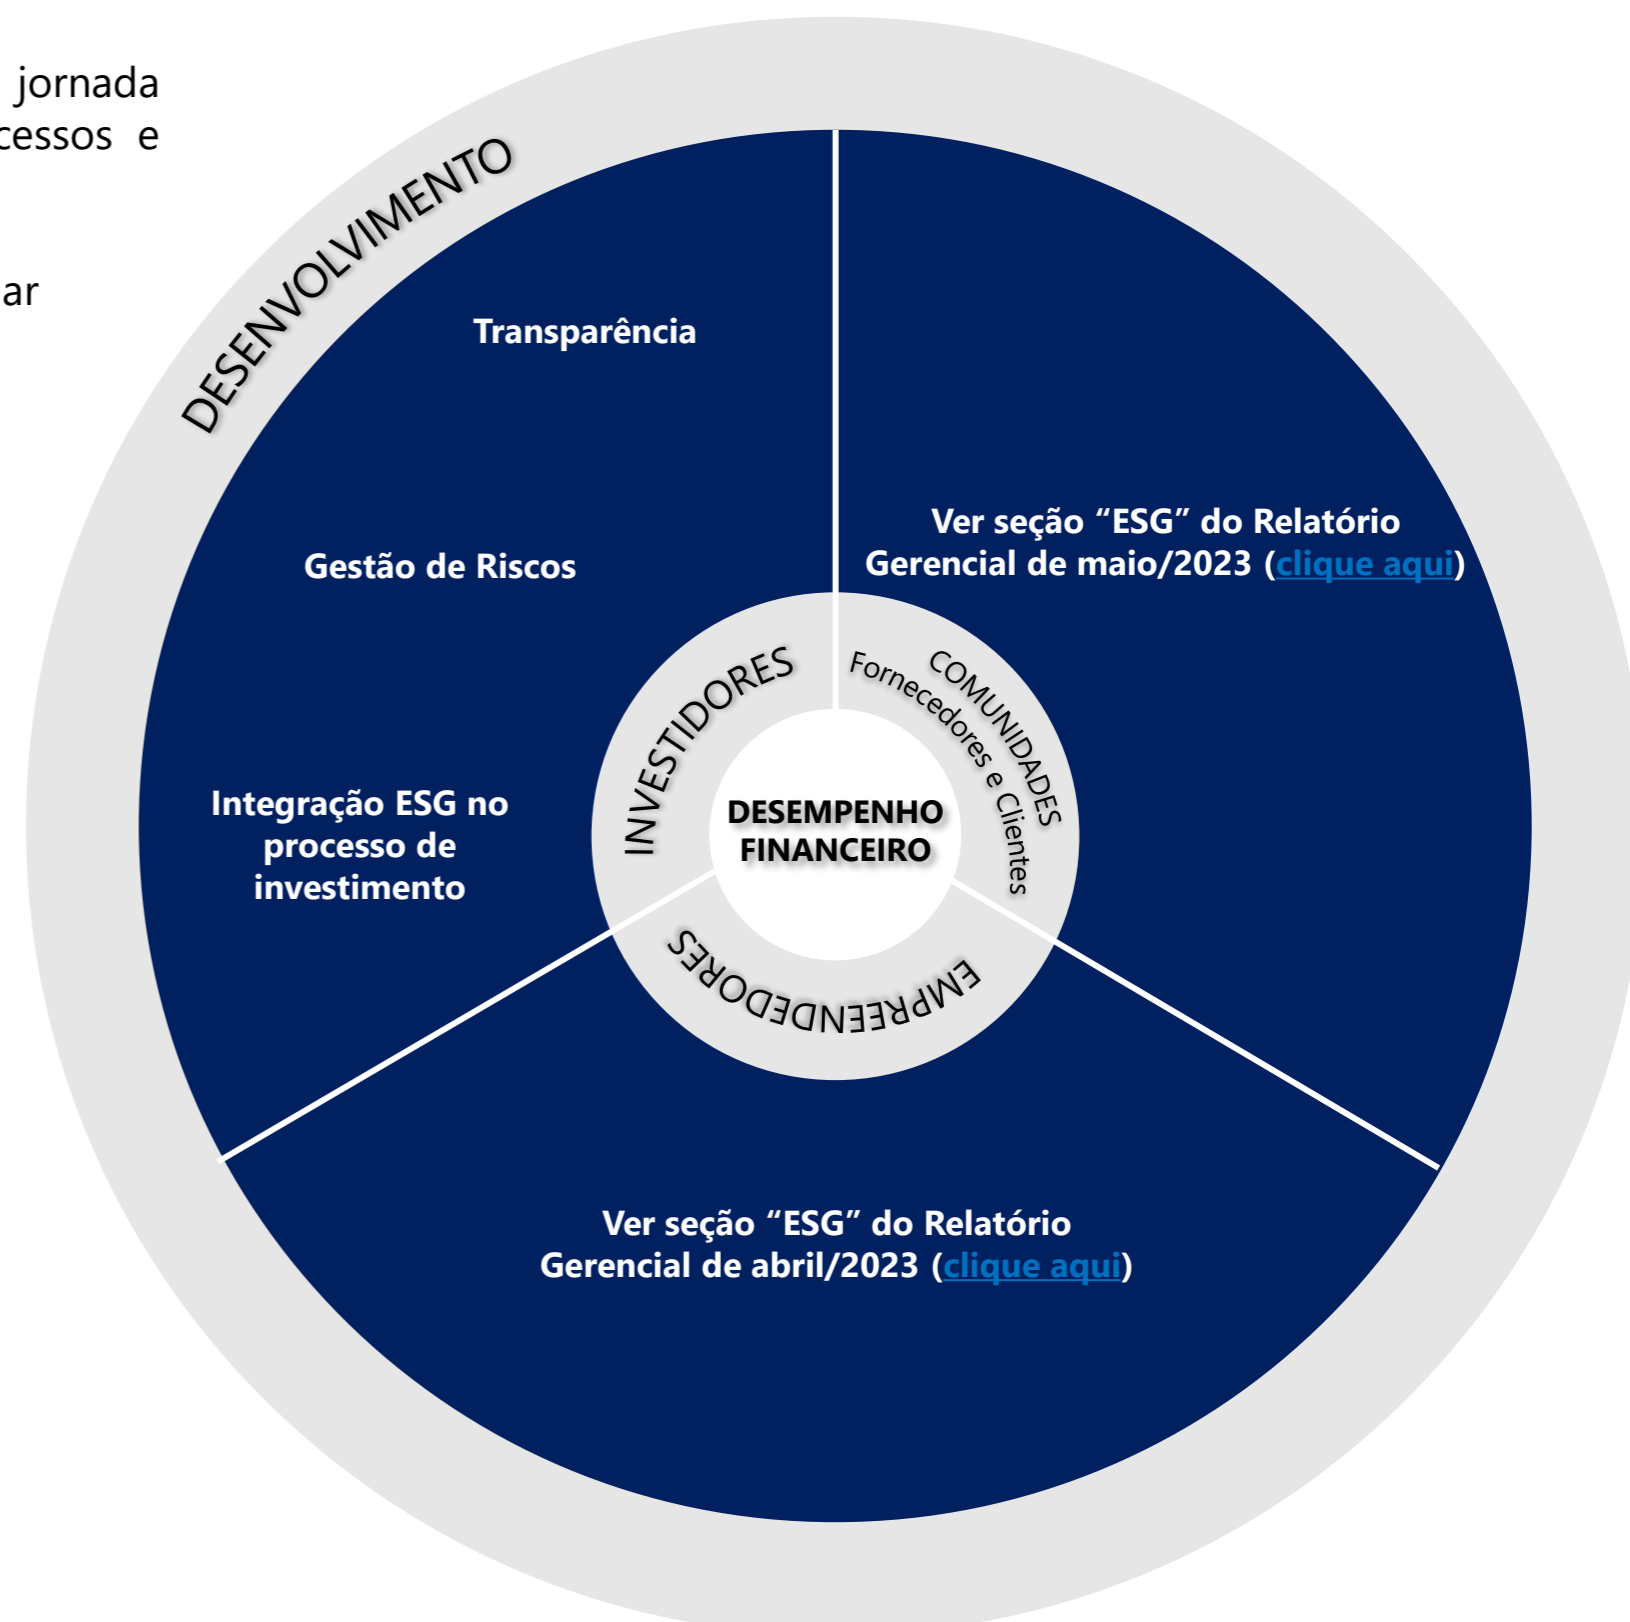 jornada
e
ar
DESENVOLVIMENTO
Transparência
Gestão de Riscos
Integração ESG no
processo de
investimento
Ver seção “ESG” do Relatório
Gerencial de maio/2023 (clique aqui)
INVESTIDORES
COMUNIDADES
Fornecedores e Clientes
DESEMPENHO
FINANCEIRO
EMPREENDEDORES
Ver seção “ESG” do Relatório
Gerencial de abril/2023 (clique aqui)